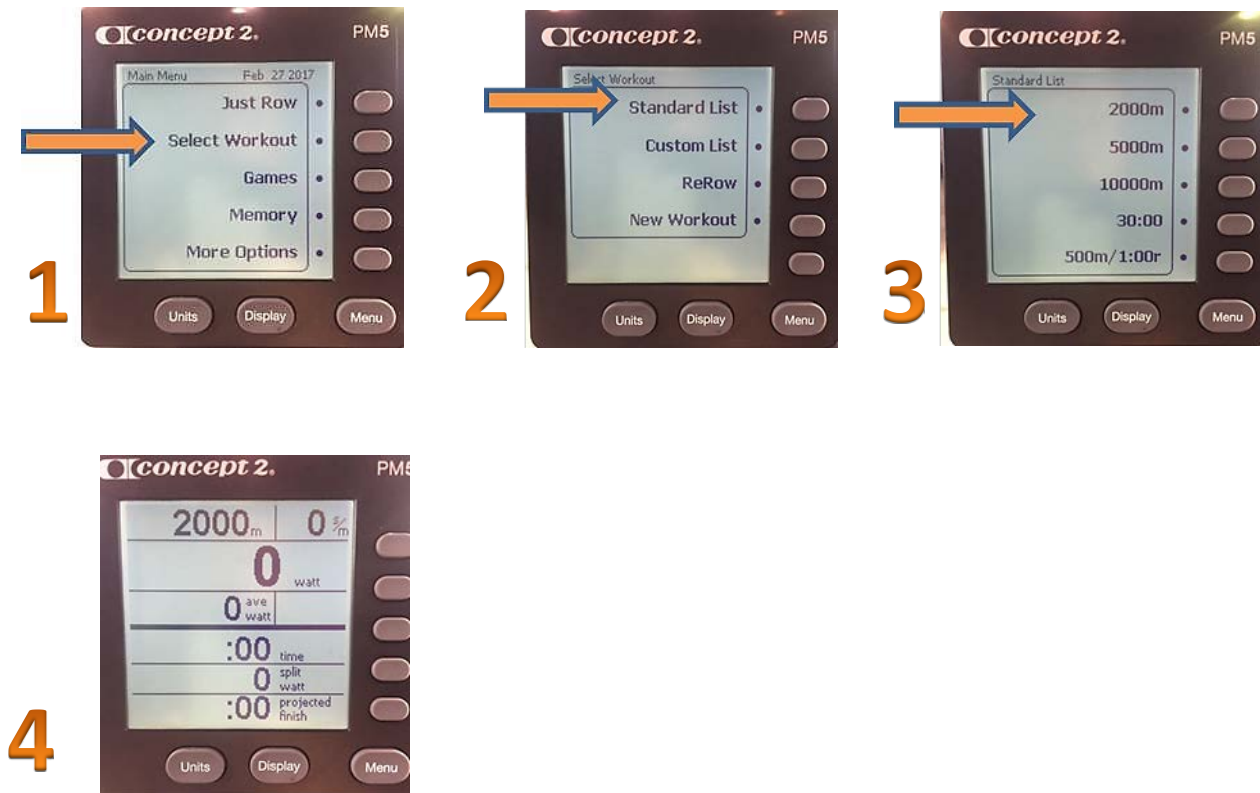 concept 2.
PM5
Main Menu Feb 27 2017
Just Row
Select Workout
Games
Memory
More Options
Units Display Menu
1
concept 2.
PM5
Select Workout
Standard List
Custom List
ReRow
New Workout
Units Display Menu
2
concept 2.
PM5
Standard List
2000m
5000m
10000m
30:00
500m/1:00r
Units Display Menu
3
concept 2.
PM5
2000m 0 s/m
0 watt
0 ave watt
:00 time
0 split watt
:00 projected finish
Units Display Menu
4